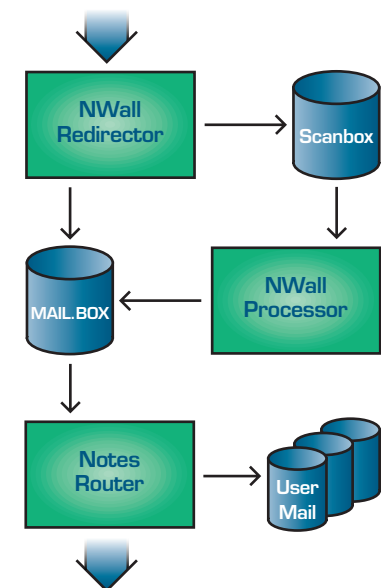 NWall
Redirector
Scanbox
MAIL.BOX
NWall
Processor
Notes
Router
User
Mail